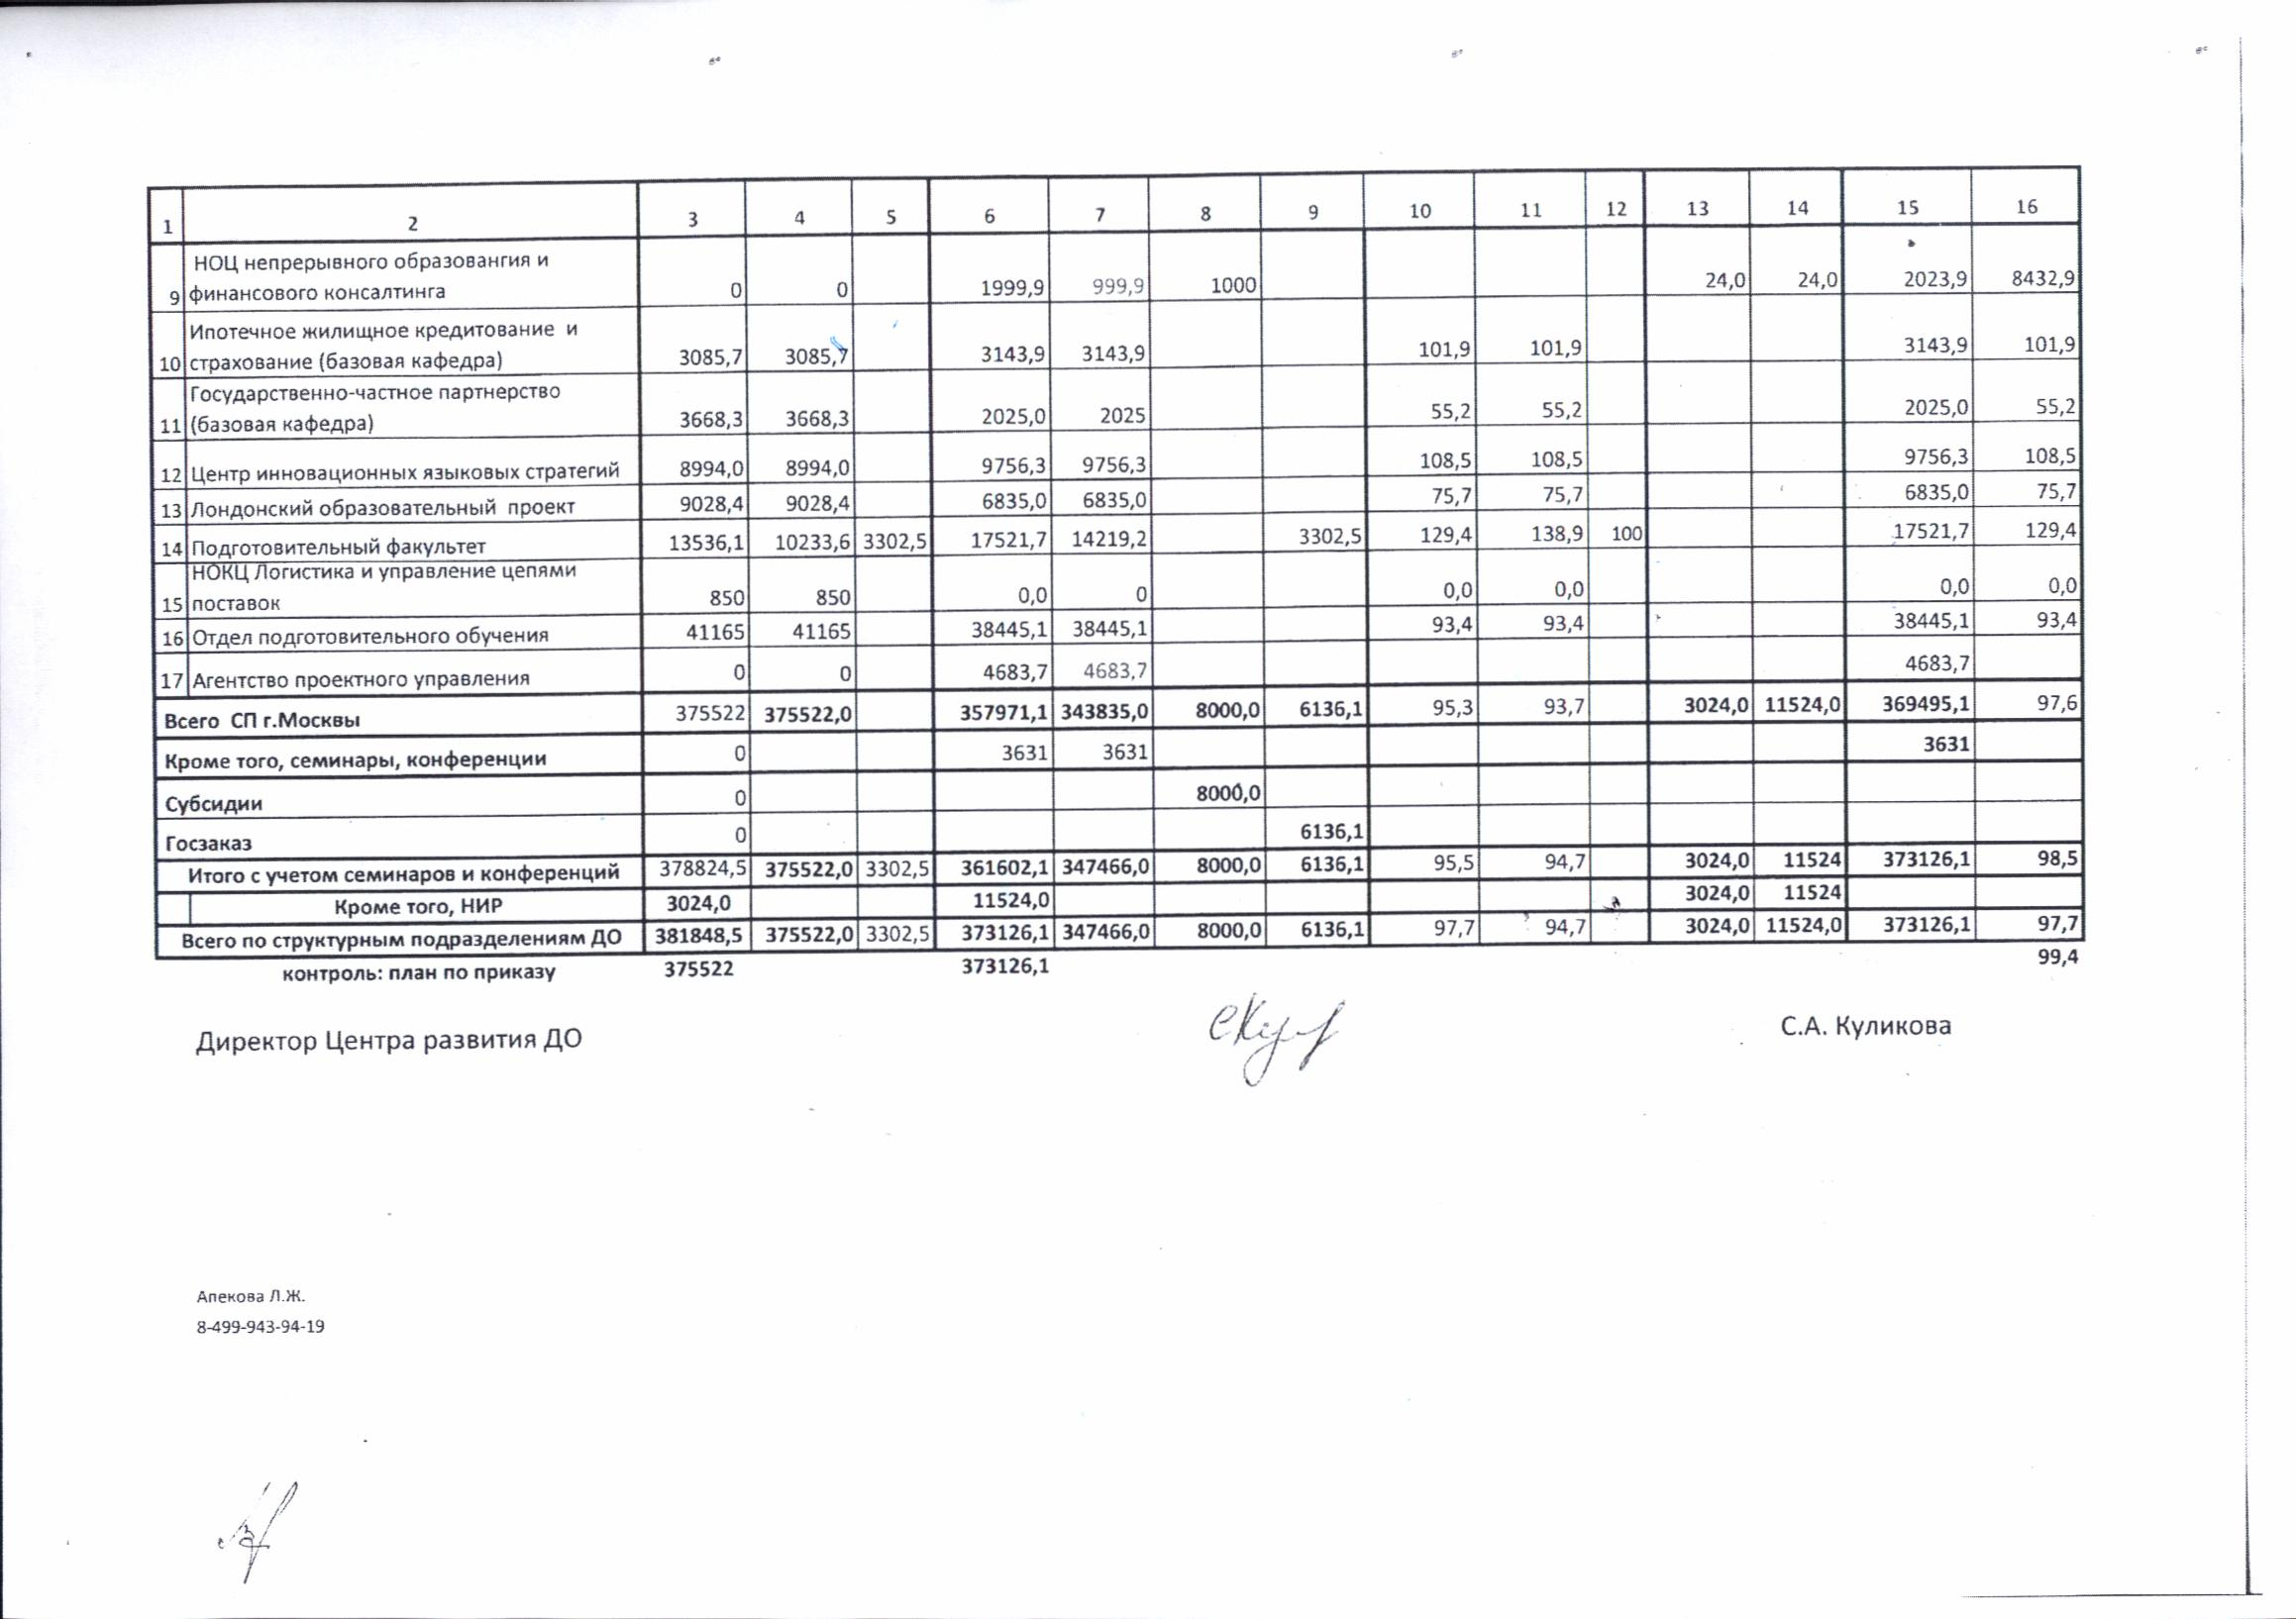 1 2 3 4 5 6 7 8 9 10 11 12 13 14 15 16
НОЦ непрерывного образовангия и
9 финансового консалтинга 0 0 1999,9 999,9 1000 24,0 24,0 2023,9 8432,9
Ипотечное жилищное кредитование и
10 страхование (базовая кафедра) 3085,7 3085,7 3143,9 3143,9 101,9 101,9 3143,9 101,9
Государственно-частное партнерство
11 (базовая кафедра) 3668,3 3668,3 2025,0 2025 55,2 55,2 2025,0 55,2
12 Центр инновационных языковых стратегий 8994,0 8994,0 9756,3 9756,3 108,5 108,5 9756,3 108,5
13 Лондонский образовательный проект 9028,4 9028,4 6835,0 6835,0 75,7 75,7 6835,0 75,7
14 Подготовительный факультет 13536,1 10233,6 3302,5 17521,7 14219,2 3302,5 129,4 138,9 100 17521,7 129,4
НОКЦ Логистика и управление цепями
15 поставок 850 850 0,0 0 0,0 0,0 0,0 0,0
16 Отдел подготовительного обучения 41165 41165 38445,1 38445,1 93,4 93,4 38445,1 93,4
17 Агентство проектного управления 0 0 4683,7 4683,7 4683,7
Всего СП г.Москвы 375522 375522,0 357971,1 343835,0 8000,0 6136,1 95,3 93,7 3024,0 11524,0 369495,1 97,6
Кроме того, семинары, конференции 0 3631 3631 3631
Субсидии 0 8000,0
Госзаказ 0 6136,1
Итого с учетом семинаров и конференций 378824,5 375522,0 3302,5 361602,1 347466,0 8000,0 6136,1 95,5 94,7 3024,0 11524 373126,1 98,5
Кроме того, НИР 3024,0 11524,0 3024,0 11524
Всего по структурным подразделениям ДО 381848,5 375522,0 3302,5 373126,1 347466,0 8000,0 6136,1 97,7 94,7 3024,0 11524,0 373126,1 97,7
контроль: план по приказу 375522 373126,1 99,4
Директор Центра развития ДО С.А. Куликова
Апекова Л.Ж.
8-499-943-94-19